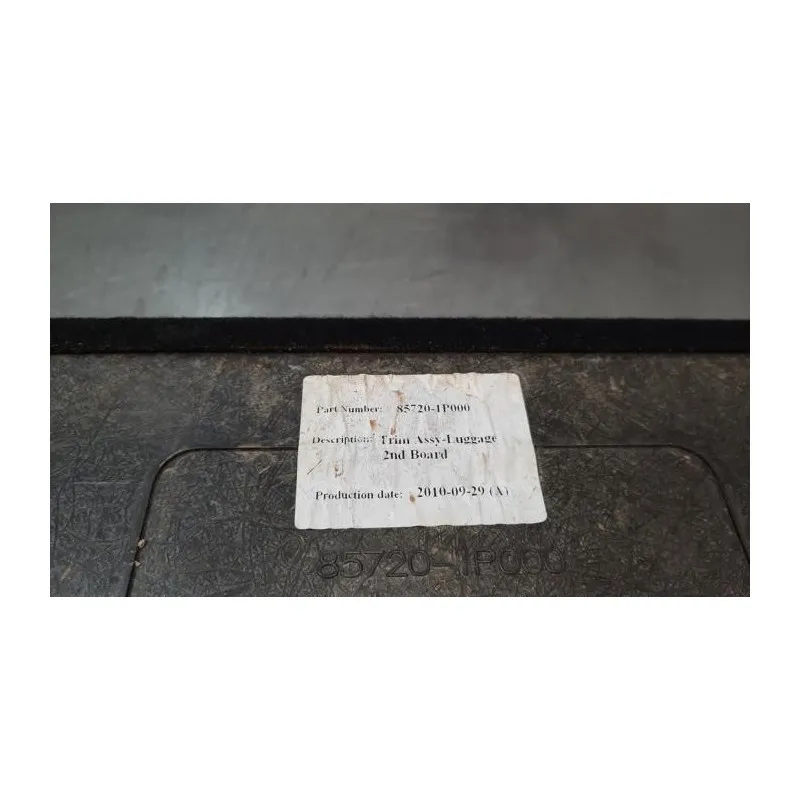 Part Number: 85720-1P000
Description: Trim Assy-Luggage
2nd Board
Production date: 2010-09-29 (A)
85720-1P000